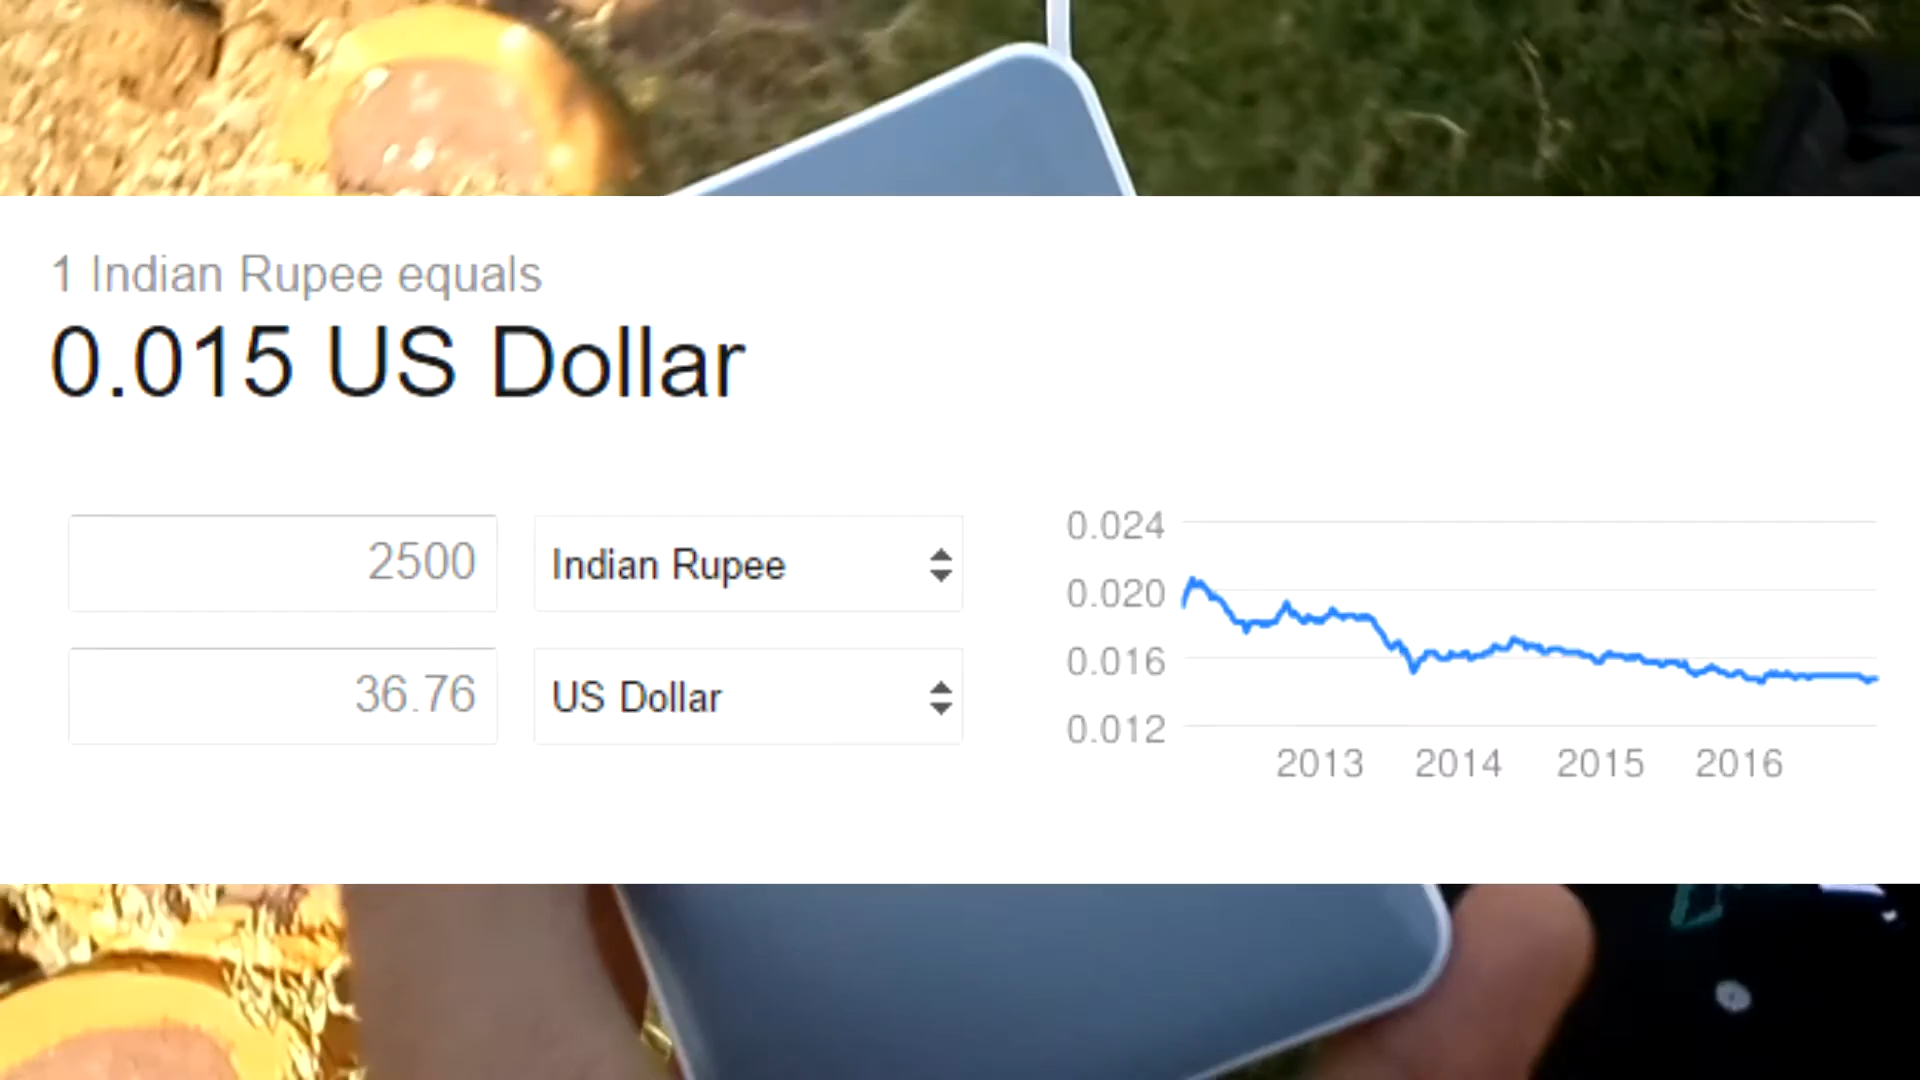 1 Indian Rupee equals
0.015 US Dollar
2500 Indian Rupee
36.76 US Dollar
0.024
0.020
0.016
0.012
2013 2014 2015 2016